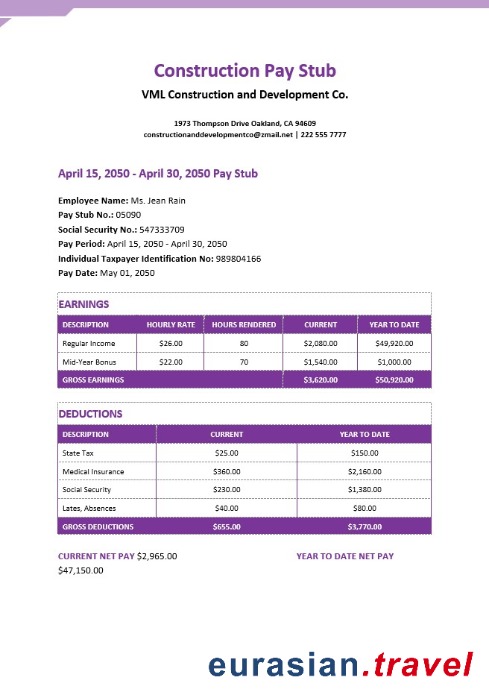 Construction Pay Stub
VML Construction and Development Co.
1973 Thompson Drive Oakland, CA 94609
constructionanddevelopmentco@zmail.net | 222 555 7777
April 15, 2050 - April 30, 2050 Pay Stub
Employee Name: Ms. Jean Rain
Pay Stub No.: 05090
Social Security No.: 547333709
Pay Period: April 15, 2050 - April 30, 2050
Individual Taxpayer Identification No: 989804166
Pay Date: May 01, 2050
EARNINGS
DESCRIPTION HOURLY RATE HOURS RENDERED CURRENT YEAR TO DATE
Regular Income $26.00 80 $2,080.00 $49,920.00
Mid-Year Bonus $22.00 70 $1,540.00 $1,000.00
GROSS EARNINGS $3,620.00 $50,920.00
DEDUCTIONS
DESCRIPTION CURRENT YEAR TO DATE
State Tax $25.00 $150.00
Medical Insurance $360.00 $2,160.00
Social Security $230.00 $1,380.00
Lates, Absences $40.00 $80.00
GROSS DEDUCTIONS $655.00 $3,770.00
CURRENT NET PAY $2,965.00 YEAR TO DATE NET PAY
$47,150.00
eurasian.travel